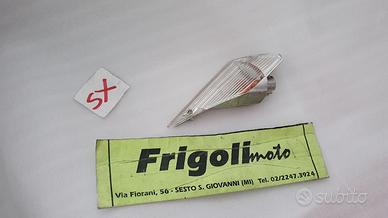 SX
Frigolimoto
Via Fiorani, 56 - SESTO S. GIOVANNI (MI) Tel. 02/2247.3924
subito